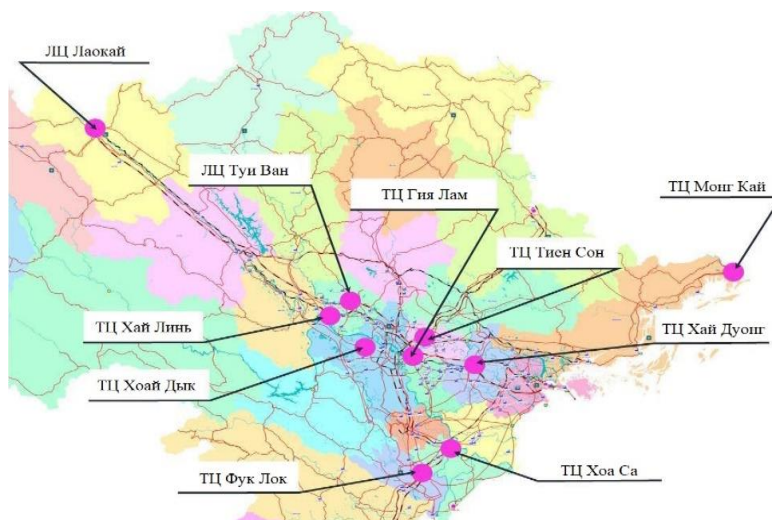 ЛЦ Лаокай
ЛЦ Туи Ван
ТЦ Гия Лам
ТЦ Монг Кай
ТЦ Тиен Сон
ТЦ Хай Линь
ТЦ Хай Дуонг
ТЦ Хоай Дык
ТЦ Фук Лок
ТЦ Хоа Са